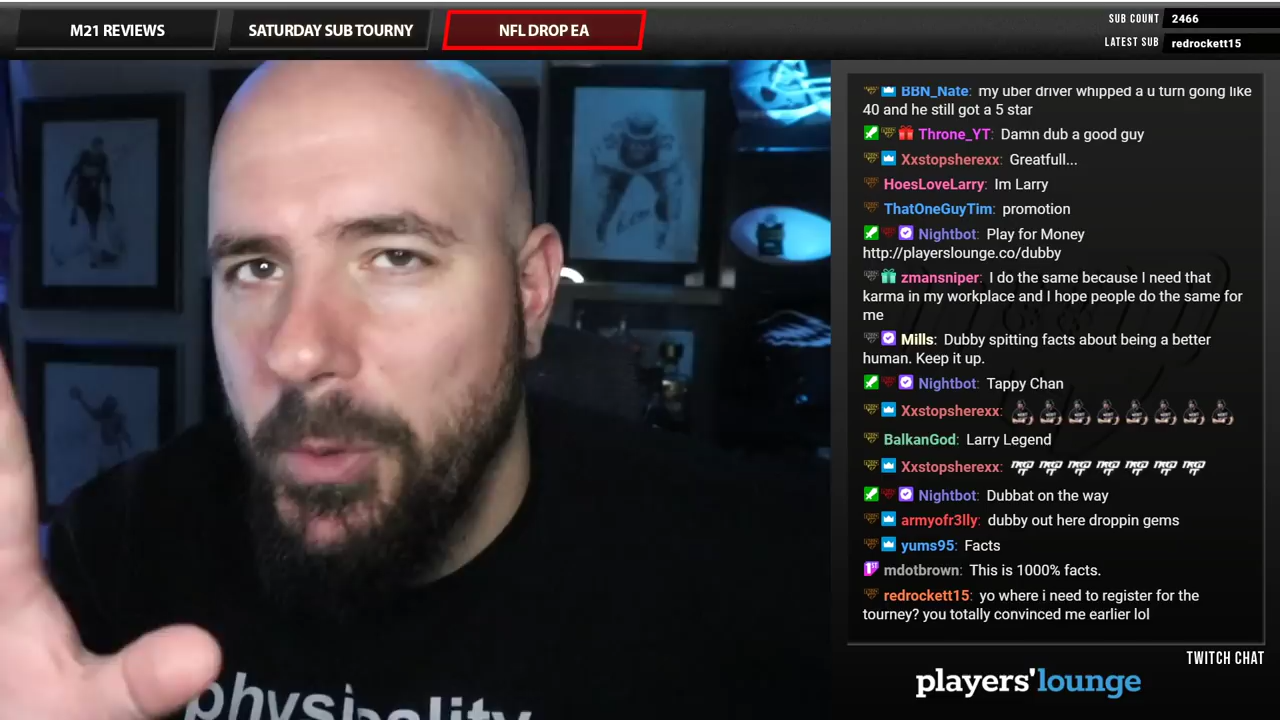 M21 REVIEWS
SATURDAY SUB TOURNY
NFL DROP EA
SUB COUNT 2466
LATEST SUB redrockett15
BBN_Nate: my uber driver whipped a u turn going like
40 and he still got a 5 star
Throne_YT: Damn dub a good guy
Xxstopsherexx: Greatfull...
HoesLoveLarry: Im Larry
ThatOneGuyTim: promotion
Nightbot: Play for Money
http://playerslounge.co/dubby
zmansniper: I do the same because I need that
karma in my workplace and I hope people do the same for
me
Mills: Dubby spitting facts about being a better
human. Keep it up.
Nightbot: Tappy Chan
Xxstopsherexx:
BalkanGod: Larry Legend
Xxstopsherexx:
Nightbot: Dubbat on the way
armyofr3lly: dubby out here droppin gems
yums95: Facts
mdotbrown: This is 1000% facts.
redrockett15: yo where i need to register for the
tourney? you totally convinced me earlier lol
TWITCH CHAT
players'lounge
physicality